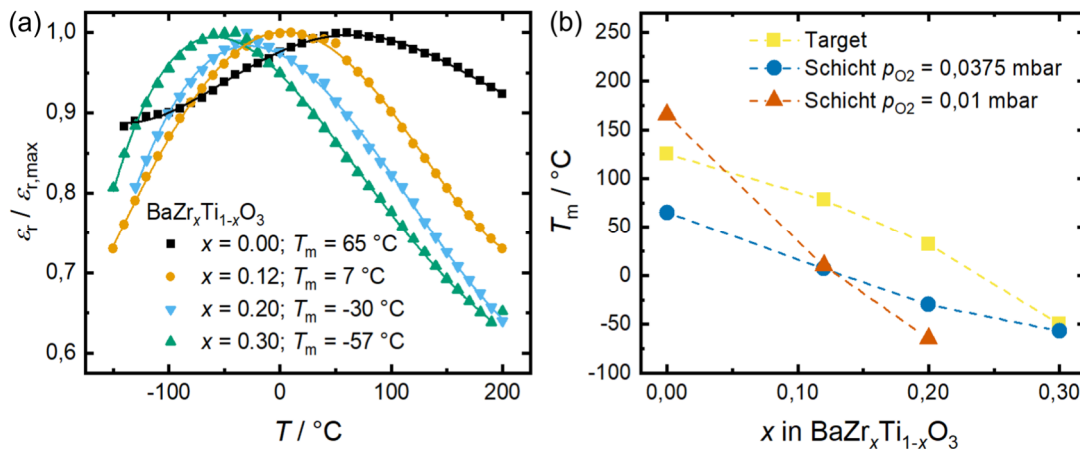 (a)
1,0
0,9
0,8
0,7
0,6
εr / εr,max
BaZrxTi1-xO3
x = 0.00; Tm = 65 °C
x = 0.12; Tm = 7 °C
x = 0.20; Tm = -30 °C
x = 0.30; Tm = -57 °C
-100 0 100 200
T / °C
(b)
250
200
150
100
50
0
-50
-100
Tm / °C
Target
Schicht pO2 = 0,0375 mbar
Schicht pO2 = 0,01 mbar
0,00 0,10 0,20 0,30
x in BaZrxTi1-xO3